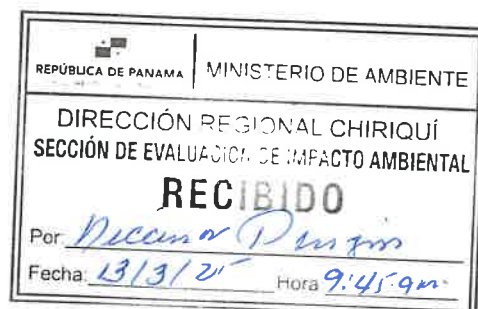 REPÚBLICA DE PANAMÁ
MINISTERIO DE AMBIENTE
DIRECCIÓN REGIONAL CHIRIQUÍ
SECCIÓN DE EVALUACIÓN DE IMPACTO AMBIENTAL
RECIBIDO
Por:
Fecha: 13/3/25 Hora 9:45 am